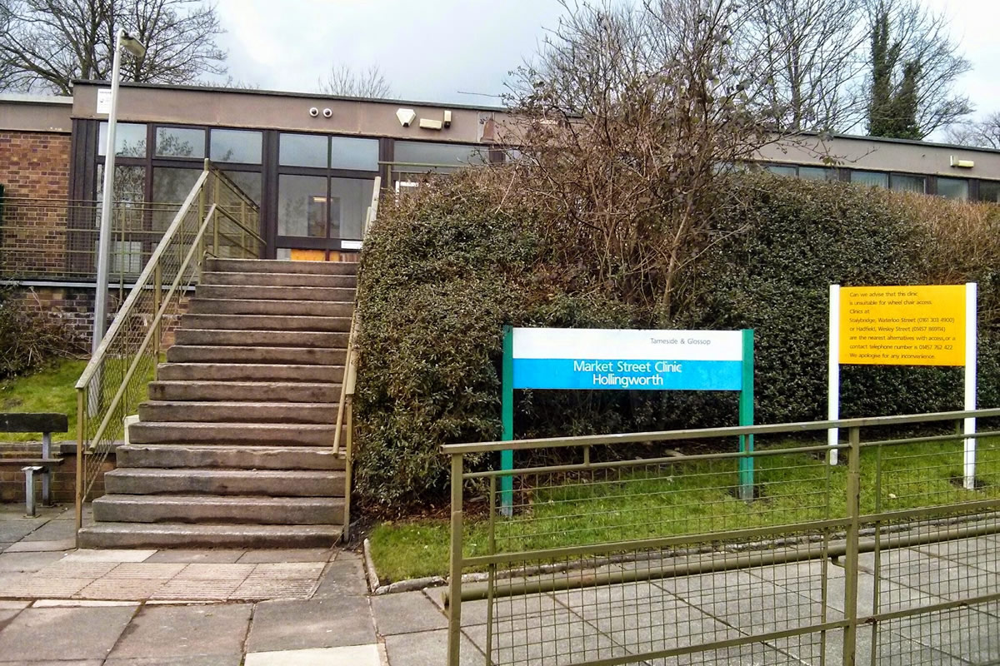 Tameside & Glossop
Market Street Clinic
Hollingworth
Can we advise that this clinic
is unsuitable for wheel chair access.
Clinics at
Stalybridge, Waterloo Street (0161 303 4900)
or Hadfield, Wesley Street (01457 869114)
are the nearest alternatives with access,or a
contact telephone number is 01457 762 422
We apologise for any inconvenience.